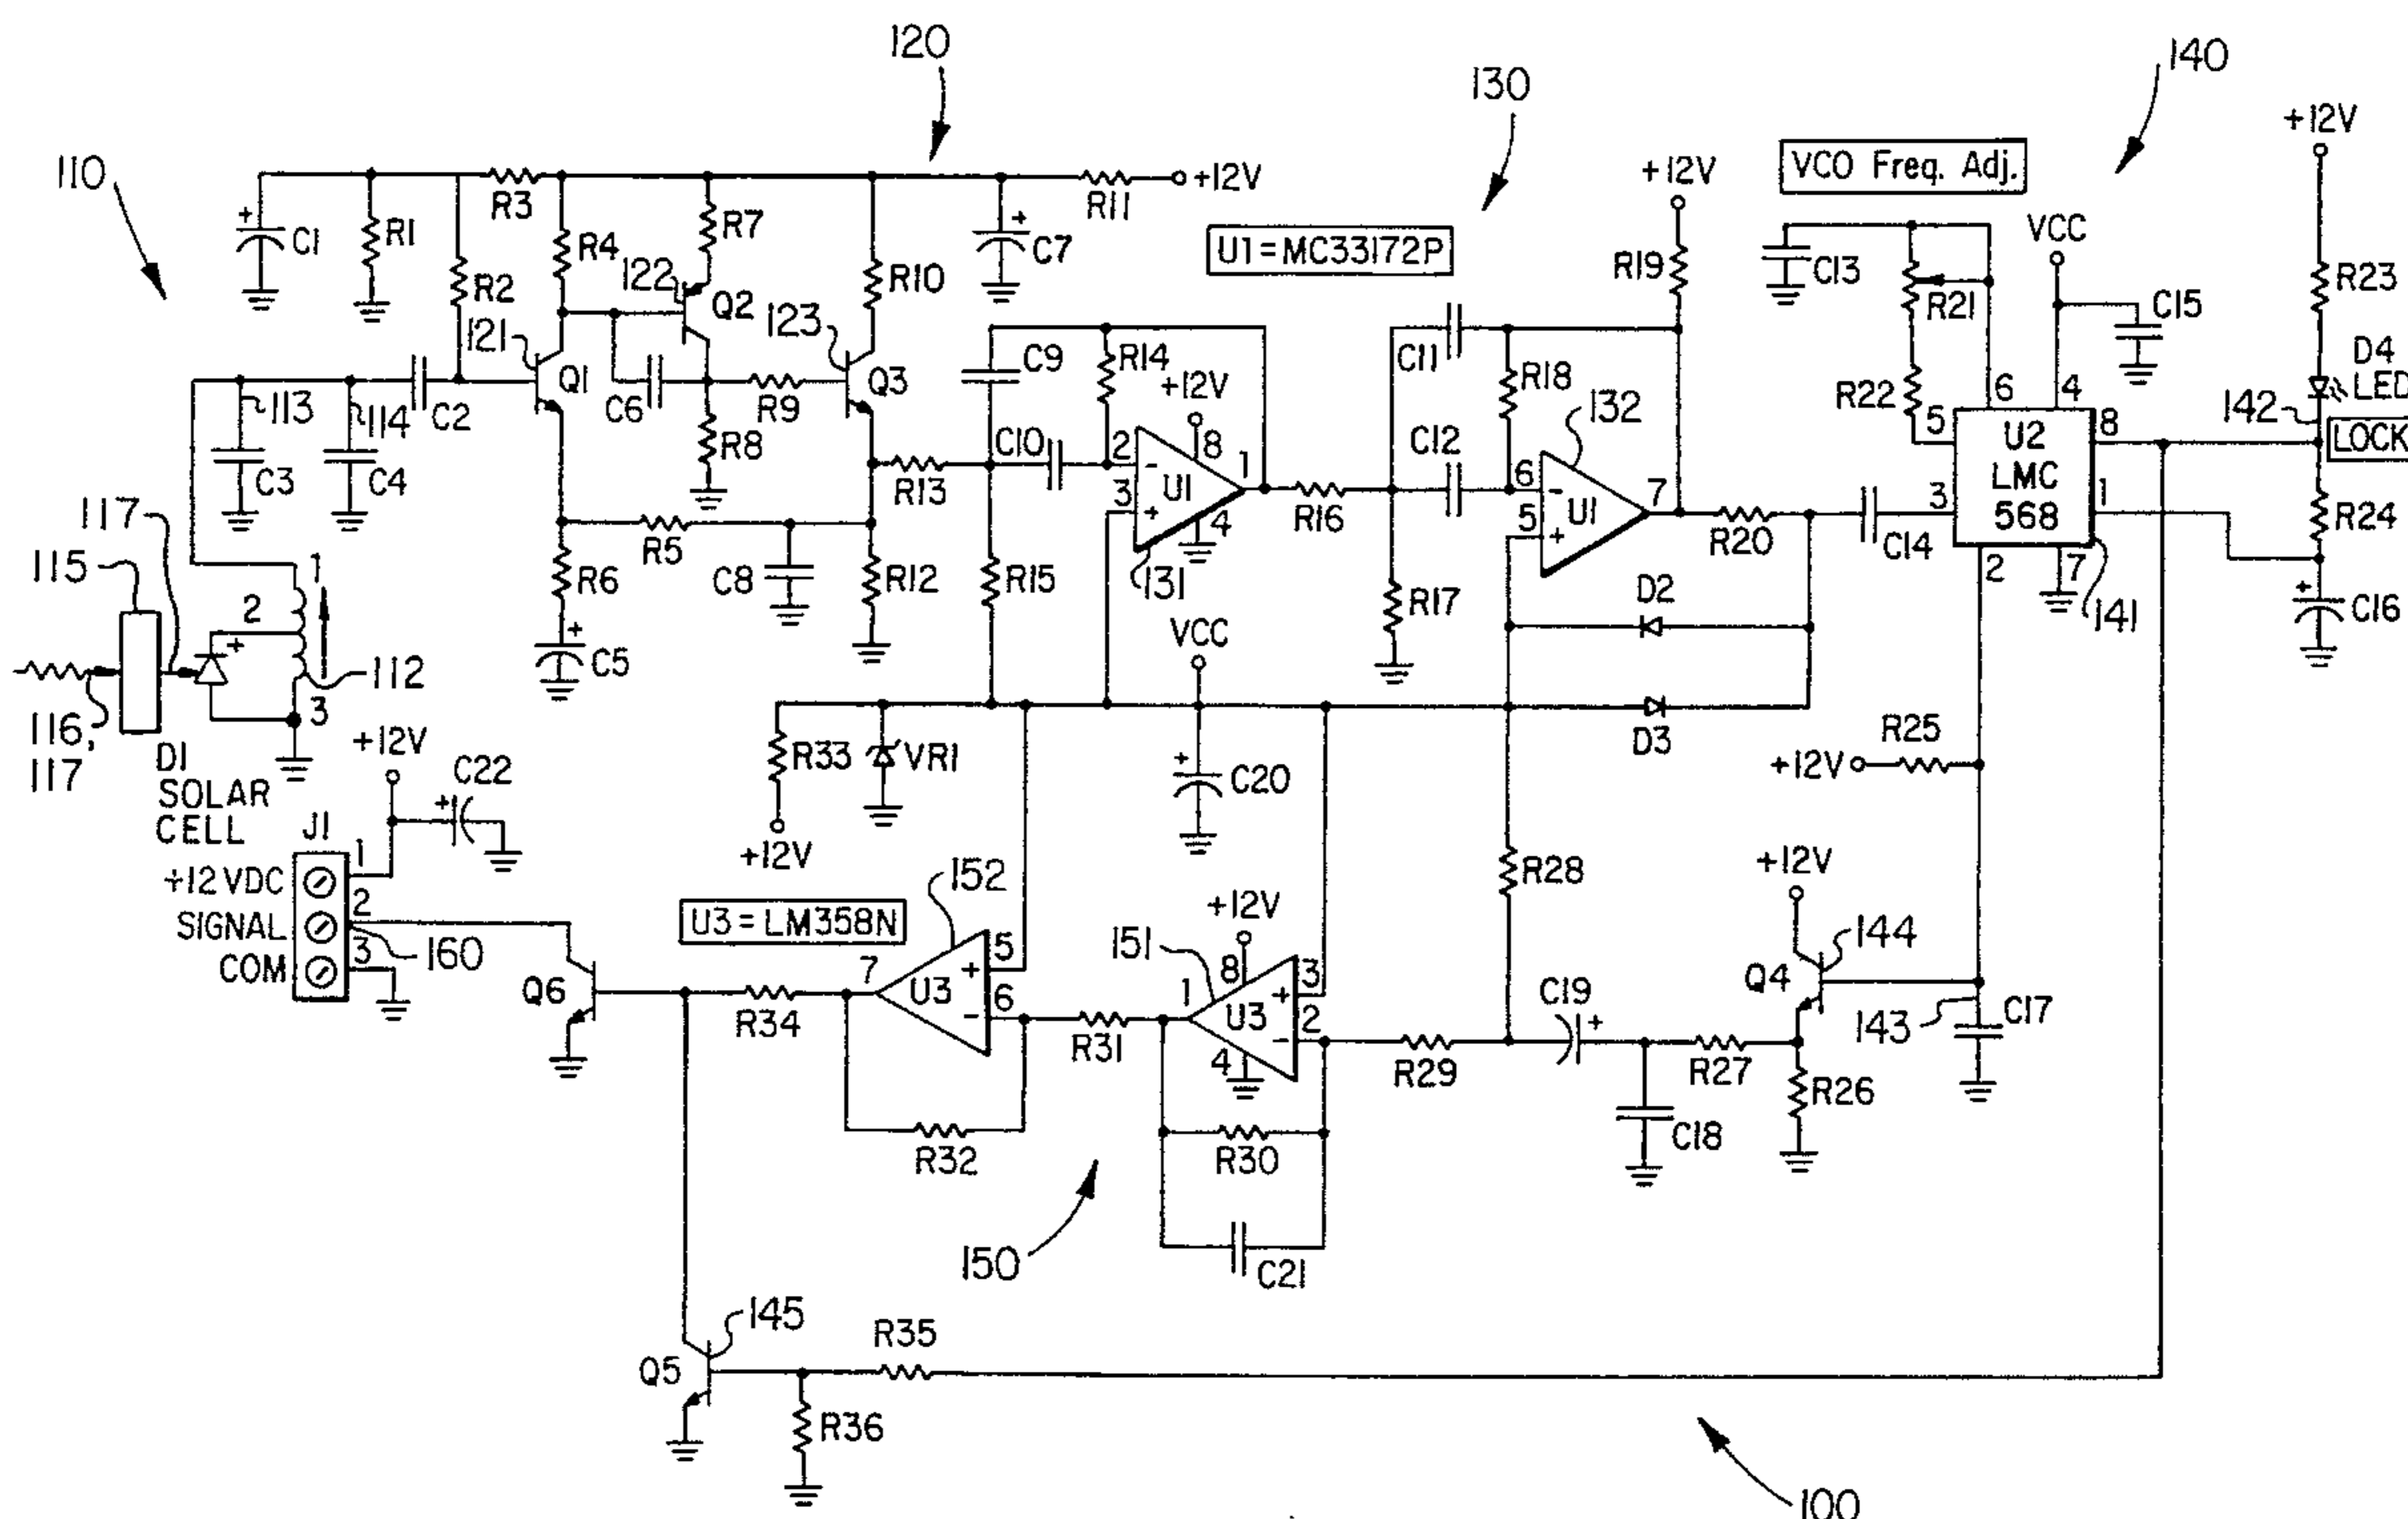 120
140
130
110
+12V
VCO Freq. Adj.
+12V
R3
R11
+12V
C1
R1
R7
C7
U1=MC33172P
VCC
R4
R2
122
Q2
R10
R19
C13
R21
C15
R23
121
123
Q1
Q3
C9
R14
+12V
C11
R18
132
R22
6
4
D4
LED
113
114
C2
C6
R9
142
5
U2
8
LOCK
C3
C4
R8
R13
C10
2
-
8
1
C12
6
-
LMC
568
3
1
3
+
U1
4
R16
5
+
U1
7
R20
C14
R24
117
115
1
R5
C8
R6
R12
R15
131
R17
D2
2
7
141
C16
2
+
C5
VCC
112
3
116,
117
D1
SOLAR
CELL
+12V
C22
R33
VR1
C20
D3
R25
+12V
J1
1
+12V
152
R28
+12V
+12VDC
2
U3=LM358N
151
+12V
144
SIGNAL
3
160
COM
Q6
7
5
+
U3
6
-
8
1
3
+
U3
2
-
4
Q4
C19
143
C17
R34
R31
R29
R27
R26
R32
R30
C18
150
C21
145
R35
Q5
R36
100